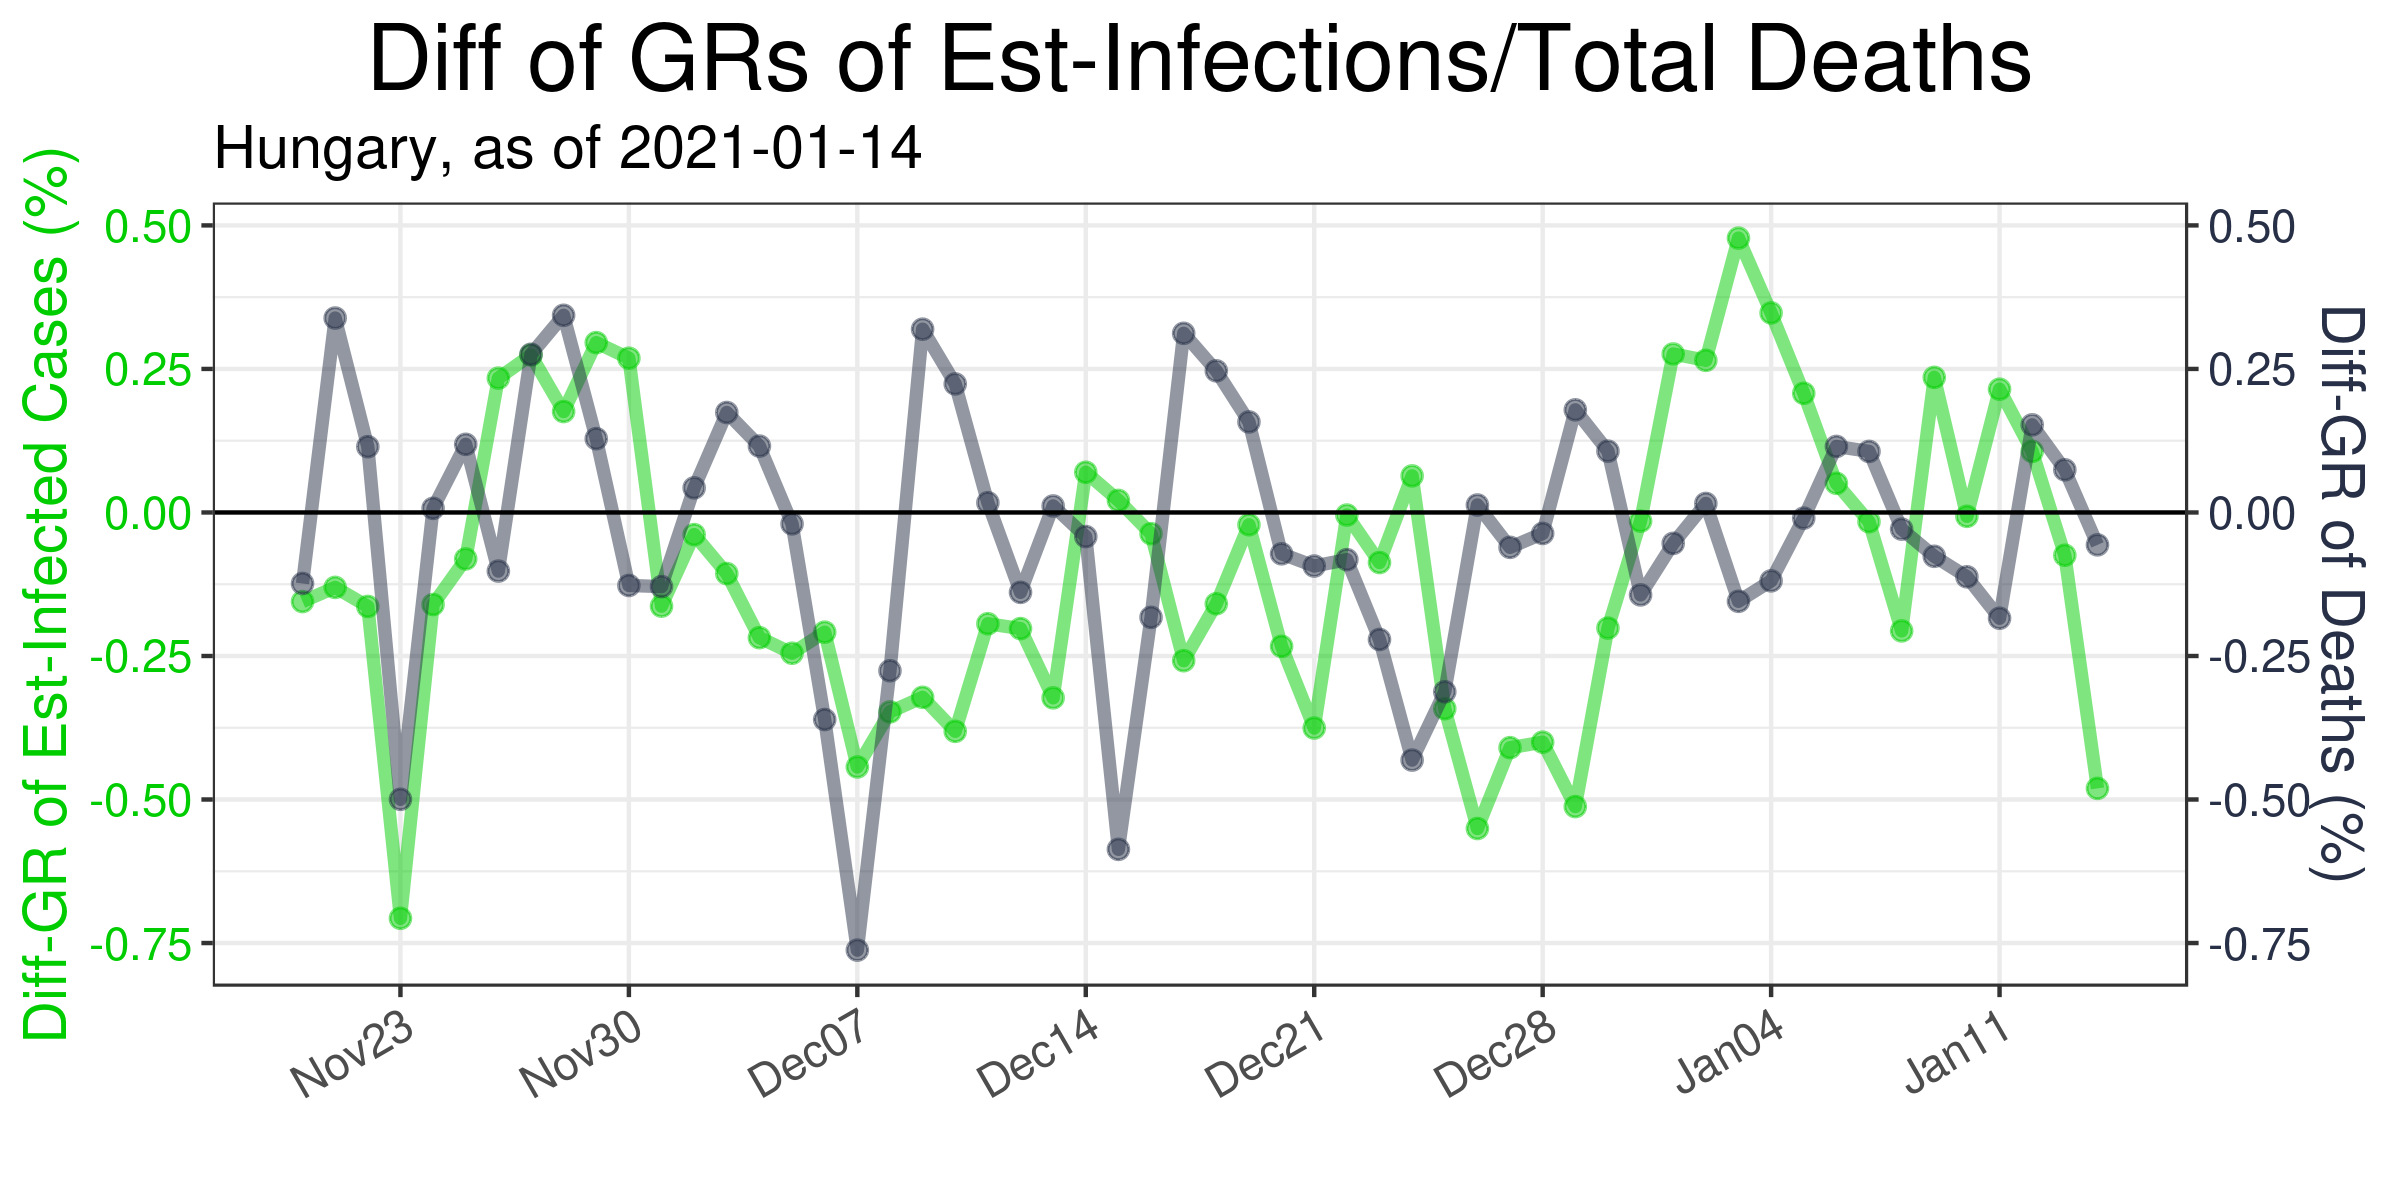 Diff of GRs of Est-Infections/Total Deaths
Hungary, as of 2021-01-14
Diff-GR of Est-Infected Cases (%)
0.50
0.25
0.00
-0.25
-0.50
-0.75
0.50
0.25
0.00
-0.25
-0.50
-0.75
Diff-GR of Deaths (%)
Nov23
Nov30
Dec07
Dec14
Dec21
Dec28
Jan04
Jan11